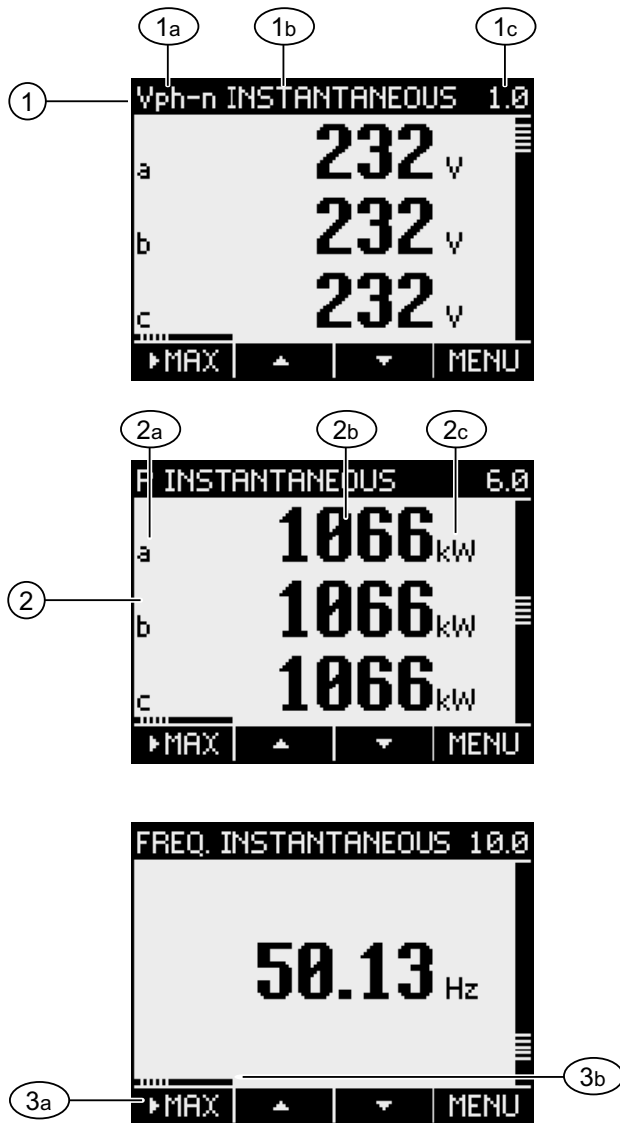 1a 1b 1c
1 Vph-n INSTANTANEOUS 1.0
a 232 V
b 232 V
c 232 V
MAX MENU
2a 2b 2c
P INSTANTANEOUS 6.0
a 1066 kW
2 b 1066 kW
c 1066 kW
MAX MENU
FREQ. INSTANTANEOUS 10.0
50.13 Hz
3b
3a MAX MENU